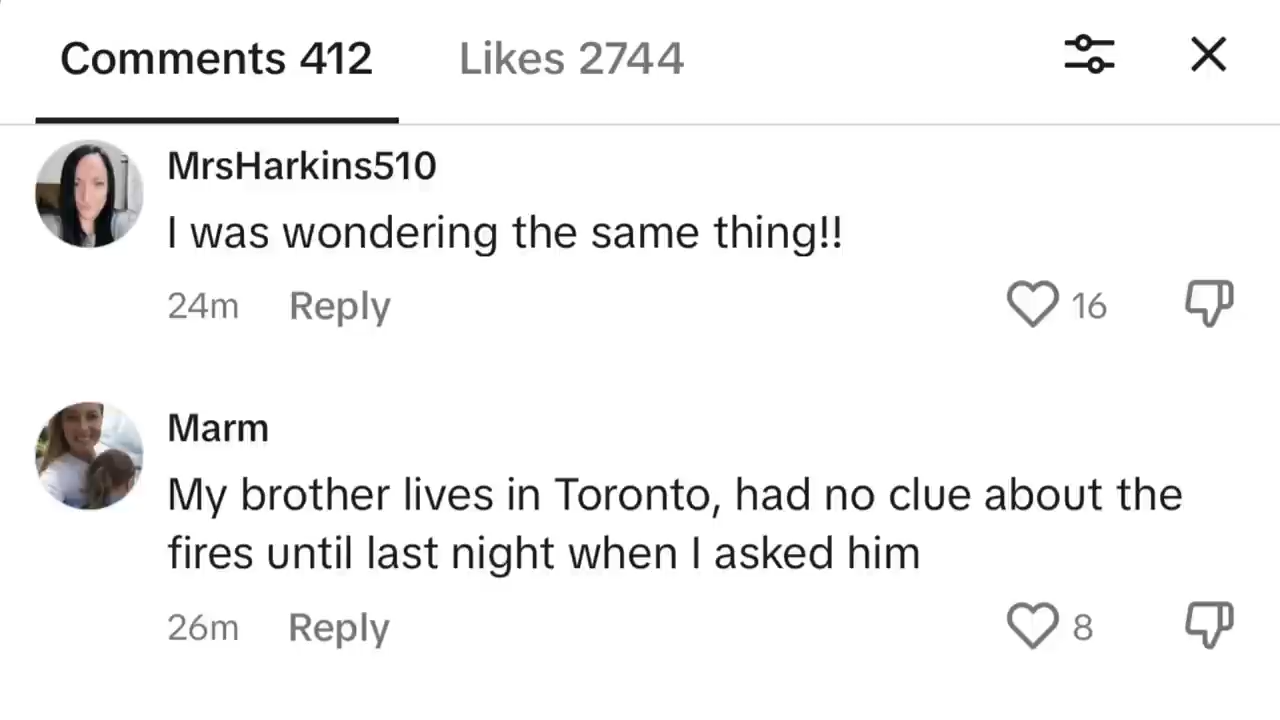 Comments 412 Likes 2744
MrsHarkins510
I was wondering the same thing!!
24m Reply 16
Marm
My brother lives in Toronto, had no clue about the
fires until last night when I asked him
26m Reply 8